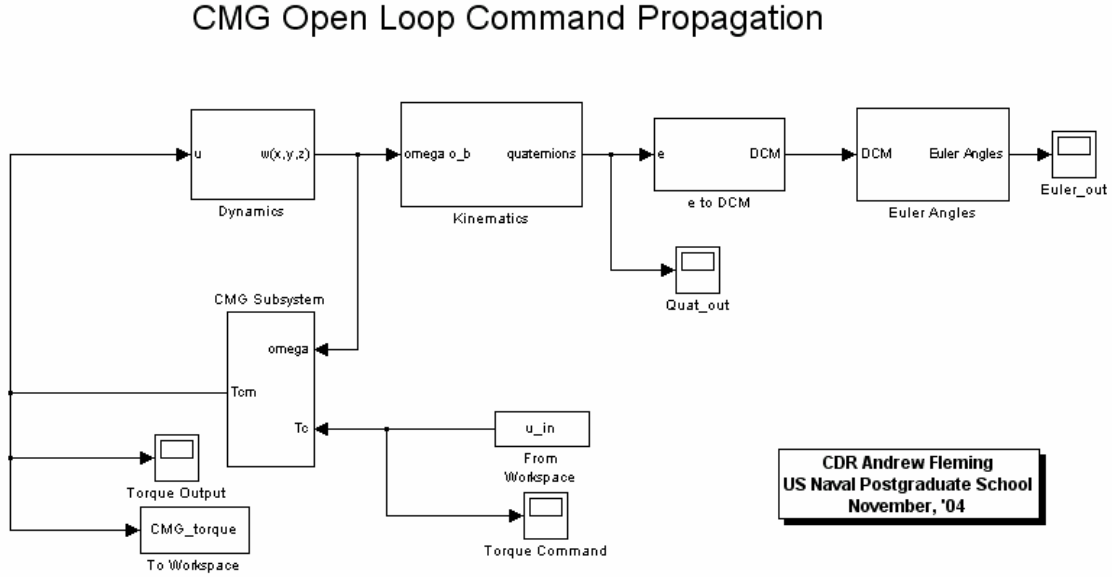 CMG Open Loop Command Propagation
u
w(x,y,z)
Dynamics
omega o_b
quaternions
Kinematics
e
DCM
e to DCM
DCM
Euler Angles
Euler Angles
Euler_out
Quat_out
CMG Subsystem
omega
Tcm
Tc
u_in
From
Workspace
Torque Output
CMG_torque
To Workspace
Torque Command
CDR Andrew Fleming
US Naval Postgraduate School
November, '04